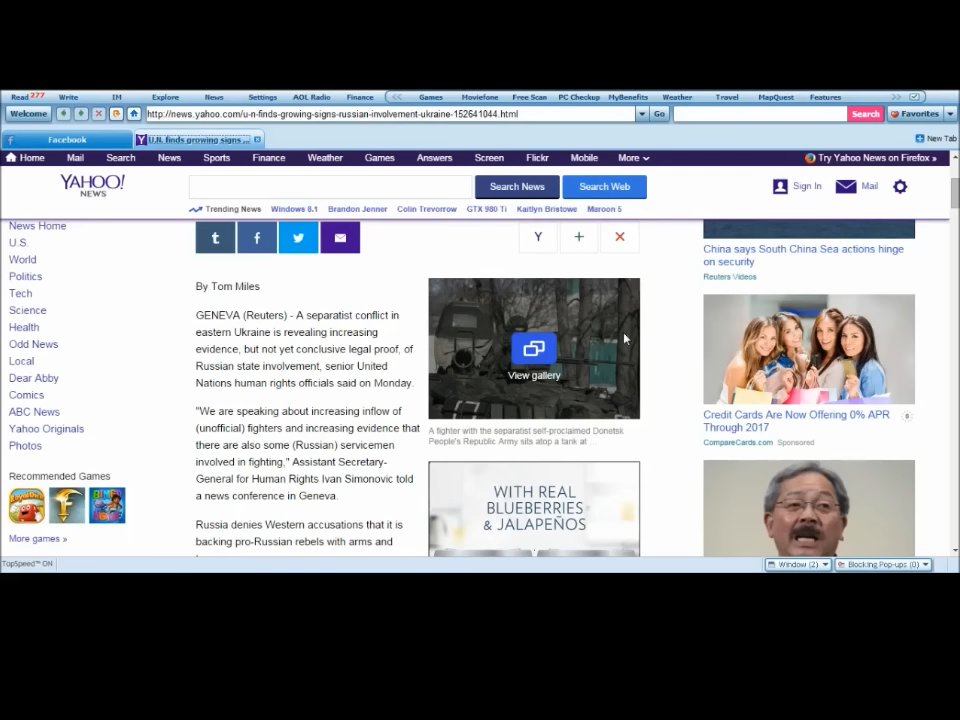 Read 277 Write IM Explore News Settings AOL Radio Finance Games Moviefone Free Scan PC Checkup MyBenefits Weather Travel MapQuest Features
Welcome http://news.yahoo.com/u-n-finds-growing-signs-russian-involvement-ukraine-152641044.html Go Search Favorites
Facebook U.N. finds growing signs ... New Tab
Home Mail Search News Sports Finance Weather Games Answers Screen Flickr Mobile More Try Yahoo News on Firefox »
YAHOO!
NEWS
Search News Search Web Sign In Mail
Trending News Windows 8.1 Brandon Jenner Colin Trevorrow GTX 980 Ti Kaitlyn Bristowe Maroon 5
News Home
U.S.
World
Politics
Tech
Science
Health
Odd News
Local
Dear Abby
Comics
ABC News
Yahoo Originals
Photos
Recommended Games
More games »
t f Y + ×
By Tom Miles
GENEVA (Reuters) - A separatist conflict in
eastern Ukraine is revealing increasing
evidence, but not yet conclusive legal proof, of
Russian state involvement, senior United
Nations human rights officials said on Monday.
"We are speaking about increasing inflow of
(unofficial) fighters and increasing evidence that
there are also some (Russian) servicemen
involved in fighting," Assistant Secretary-
General for Human Rights Ivan Simonovic told
a news conference in Geneva.
Russia denies Western accusations that it is
backing pro-Russian rebels with arms and
View gallery
A fighter with the separatist self-proclaimed Donetsk
People's Republic Army sits atop a tank at ...
WITH REAL
BLUEBERRIES
& JALAPEÑOS
China says South China Sea actions hinge
on security
Reuters Videos
Credit Cards Are Now Offering 0% APR
Through 2017
CompareCards.com Sponsored
TopSpeed™ ON Window (2) Blocking Pop-ups (0)